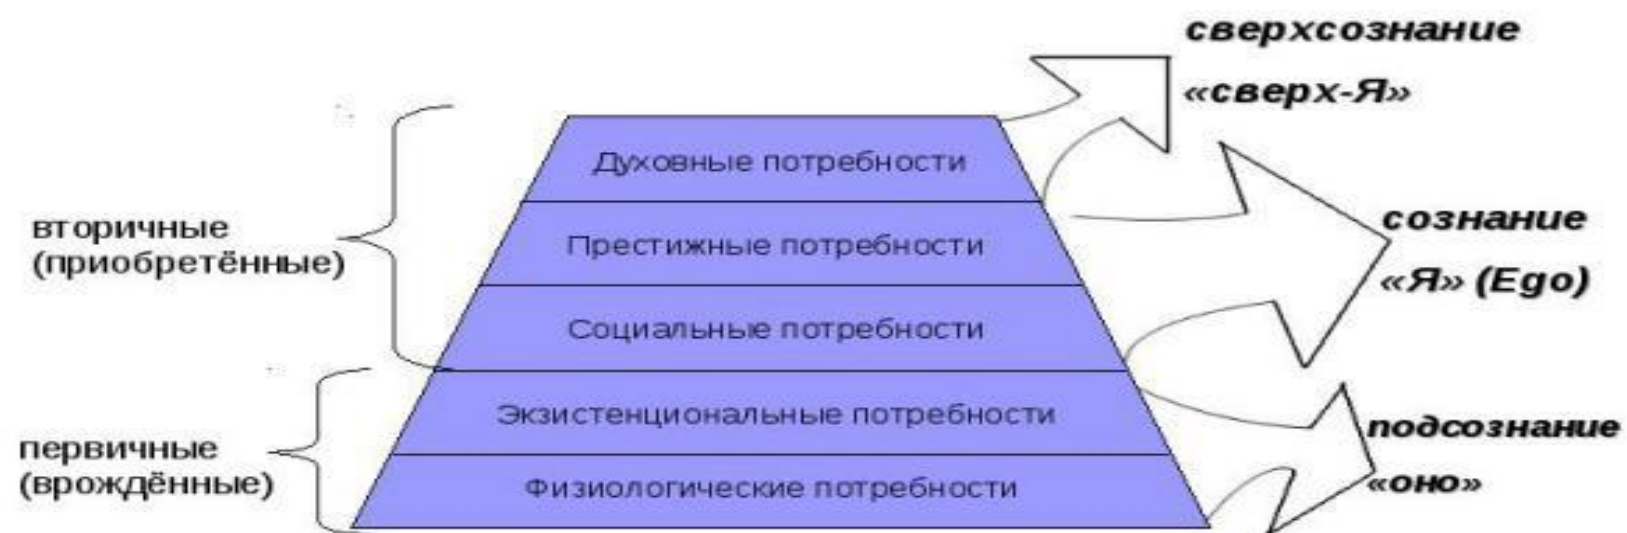 сверхсознание
«сверх-Я»
Духовные потребности
вторичные
(приобретённые)
Престижные потребности
сознание
«Я» (Ego)
Социальные потребности
Экзистенциональные потребности
подсознание
«оно»
первичные
(врождённые)
Физиологические потребности